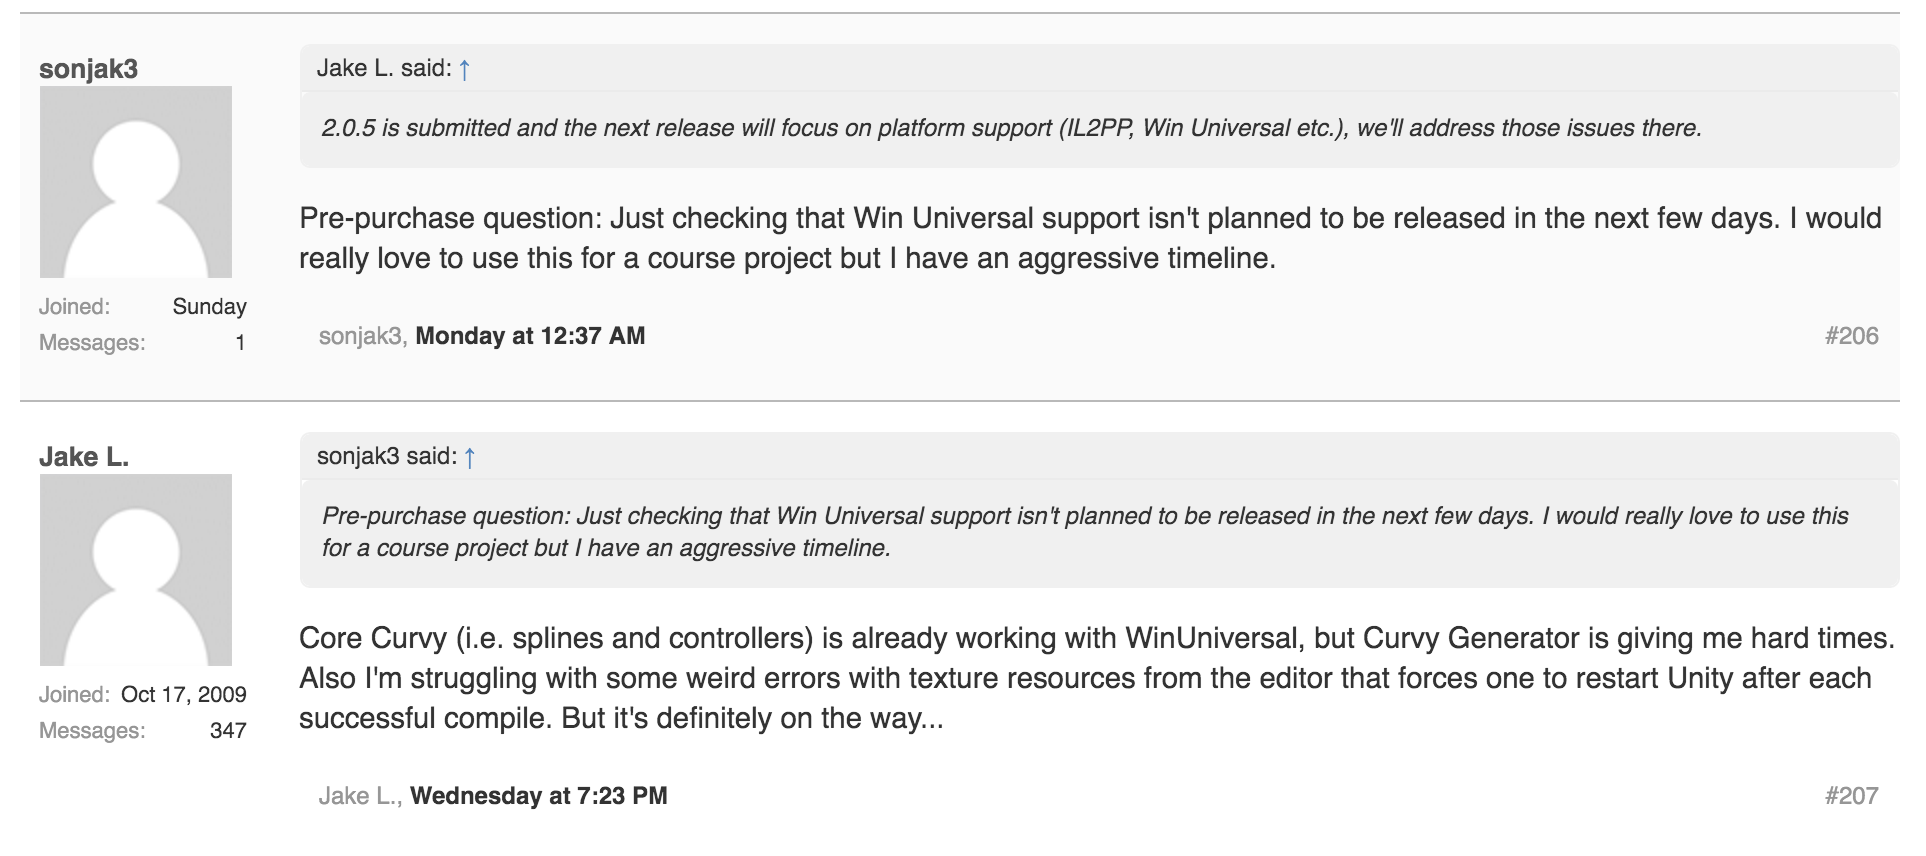 sonjak3
Joined: Sunday
Messages: 1
Jake L. said: ↑
2.0.5 is submitted and the next release will focus on platform support (IL2PP, Win Universal etc.), we'll address those issues there.
Pre-purchase question: Just checking that Win Universal support isn't planned to be released in the next few days. I would
really love to use this for a course project but I have an aggressive timeline.
sonjak3, Monday at 12:37 AM #206
Jake L.
Joined: Oct 17, 2009
Messages: 347
sonjak3 said: ↑
Pre-purchase question: Just checking that Win Universal support isn't planned to be released in the next few days. I would really love to use this
for a course project but I have an aggressive timeline.
Core Curvy (i.e. splines and controllers) is already working with WinUniversal, but Curvy Generator is giving me hard times.
Also I'm struggling with some weird errors with texture resources from the editor that forces one to restart Unity after each
successful compile. But it's definitely on the way...
Jake L., Wednesday at 7:23 PM #207